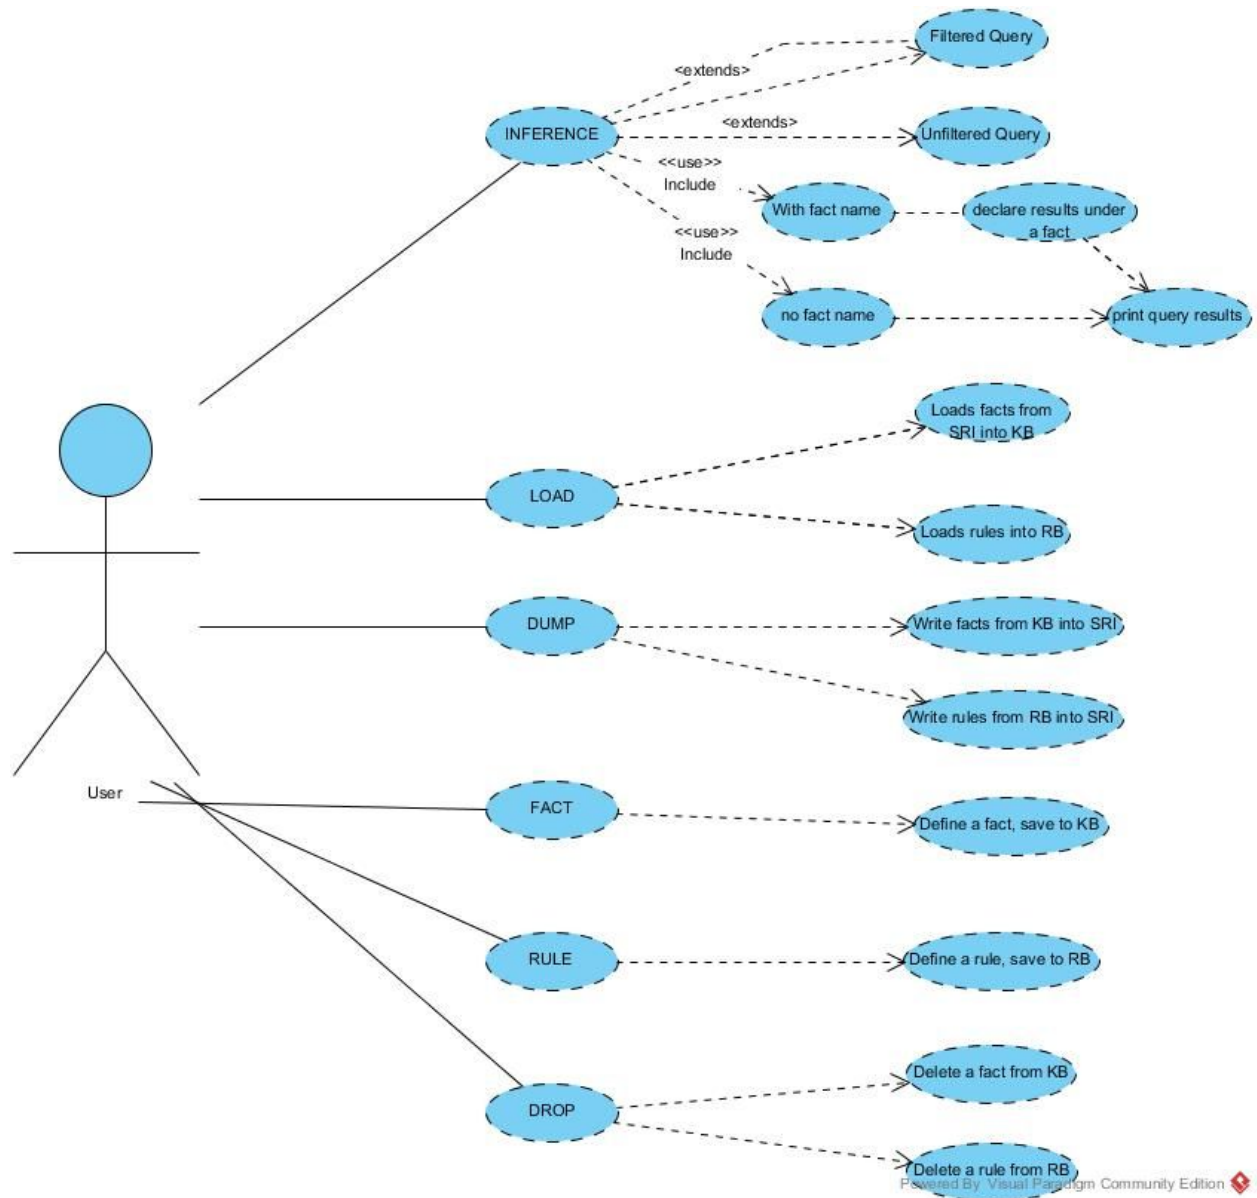 Filtered Query
<extends>
INFERENCE
<extends>
Unfiltered Query
<<use>>
Include
With fact name
declare results under
a fact
<<use>>
Include
no fact name
print query results
Loads facts from
SRI into KB
LOAD
Loads rules into RB
DUMP
Write facts from KB into SRI
Write rules from RB into SRI
User
FACT
Define a fact, save to KB
RULE
Define a rule, save to RB
Delete a fact from KB
DROP
Delete a rule from RB
Powered By Visual Paradigm Community Edition